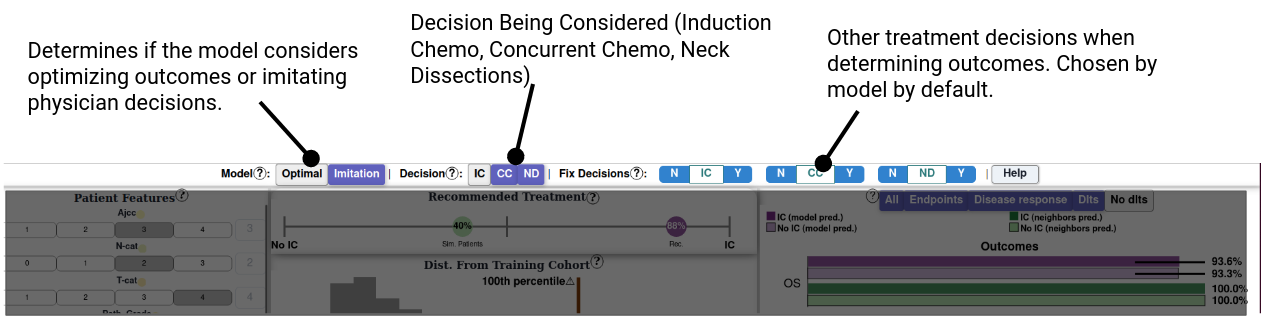 Determines if the model considers
optimizing outcomes or imitating
physician decisions.
Decision Being Considered (Induction
Chemo, Concurrent Chemo, Neck
Dissections)
Other treatment decisions when
determining outcomes. Chosen by
model by default.
Model?: Optimal Imitation | Decision?: IC CC ND | Fix Decisions?: N IC Y N CC Y N ND Y | Help
Patient Features?
Ajcc
1 2 3 4 3
N-cat
0 1 2 3 2
T-cat
1 2 3 4 4
Recommended Treatment?
40% 88%
No IC Sim. Patients Rec. IC
Dist. From Training Cohort?
100th percentile⚠
? All Endpoints Disease response Dlts No dlts
IC (model pred.) IC (neighbors pred.)
No IC (model pred.) No IC (neighbors pred.)
Outcomes
OS
93.6%
93.3%
100.0%
100.0%